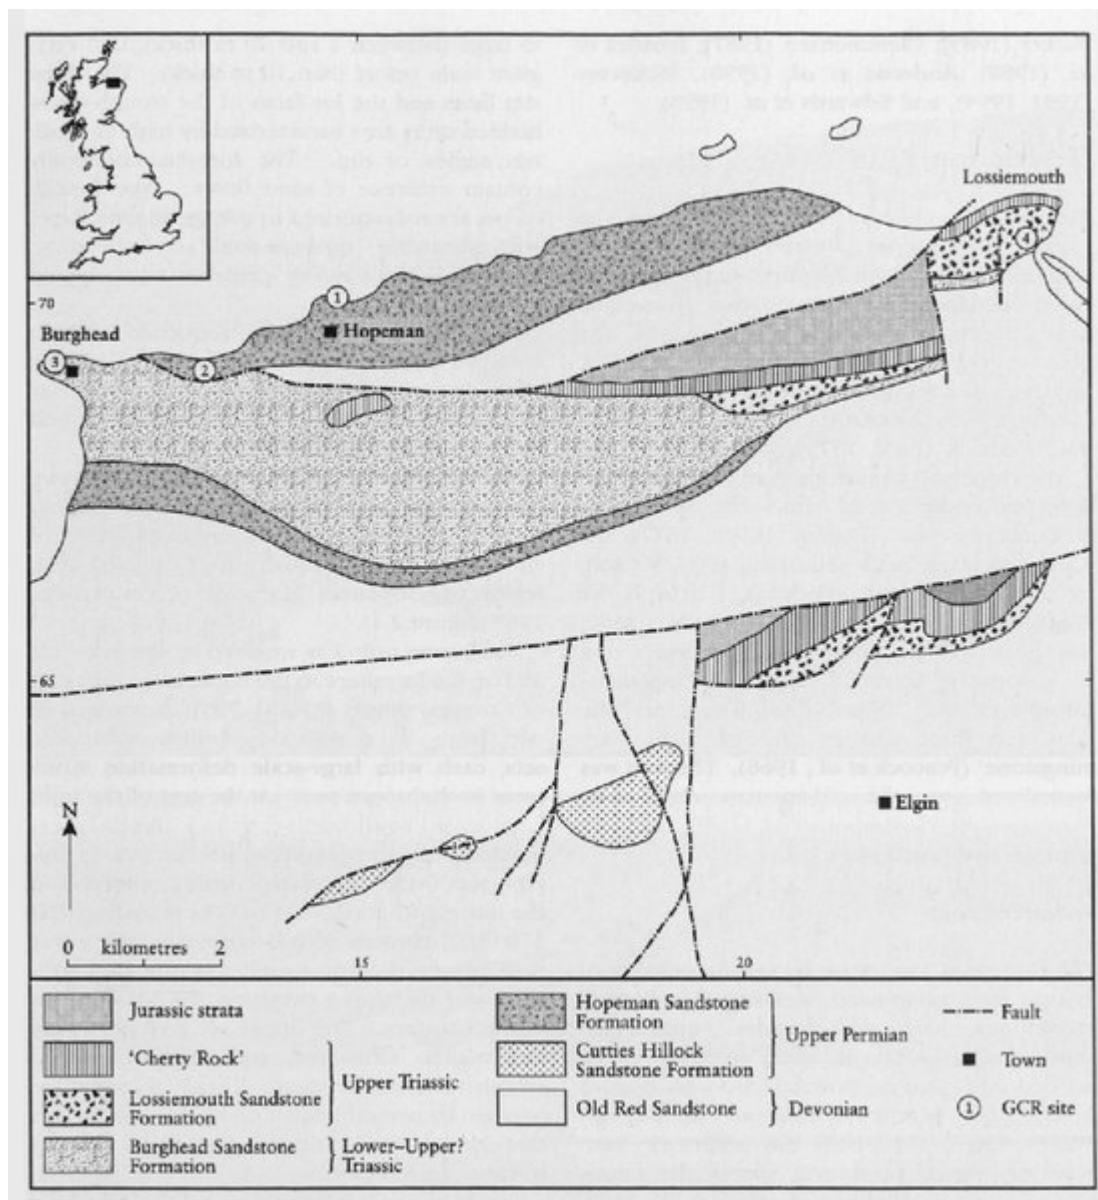 Lossiemouth
4
70
1
Hopeman
Burghead
3
2
65
N
Elgin
0 kilometres 2
15
20
Jurassic strata
'Cherty Rock'
Upper Triassic
Lossiemouth Sandstone
Formation
Burghead Sandstone
Formation
Lower–Upper?
Triassic
Hopeman Sandstone
Formation
Upper Permian
Cutties Hillock
Sandstone Formation
Old Red Sandstone
Devonian
Fault
Town
1 GCR site